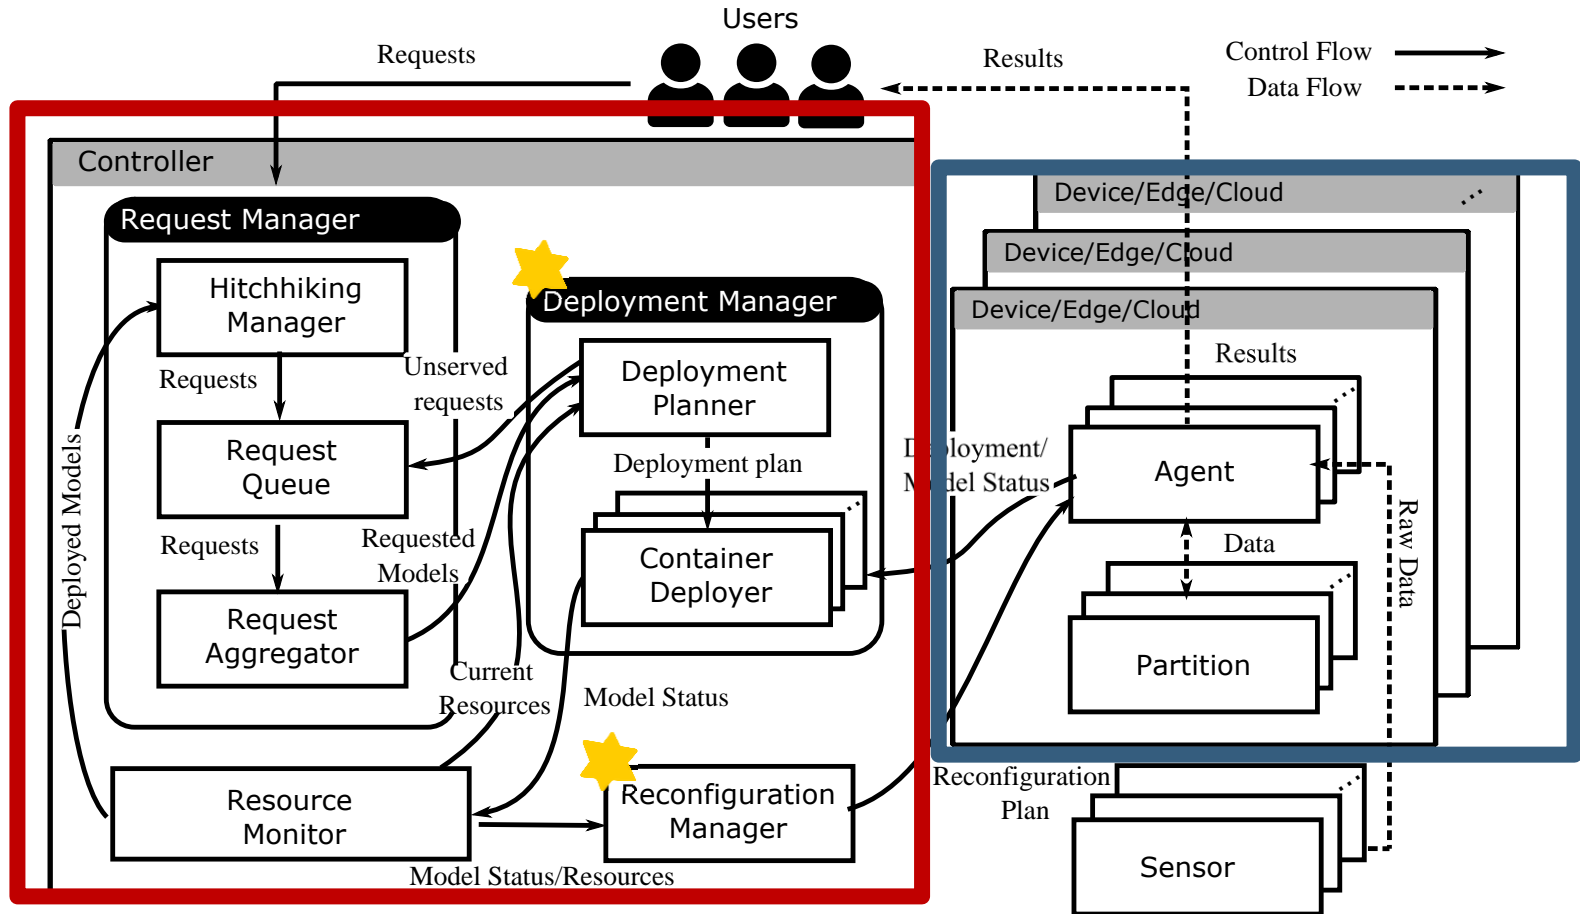 Users
Requests
Results
Control Flow
Data Flow
Controller
Request Manager
Hitchhiking
Manager
Requests
Request
Queue
Requests
Request
Aggregator
Deployed Models
Unserved
requests
Requested
Models
Current
Resources
Deployment Manager
Deployment
Planner
Deployment plan
Container
Deployer
Model Status
Resource
Monitor
Model Status/Resources
Reconfiguration
Manager
Device/Edge/Cloud
Device/Edge/Cloud
Device/Edge/Cloud
Results
Agent
Deployment/
Model Status
Data
Partition
Raw Data
Reconfiguration
Plan
Sensor